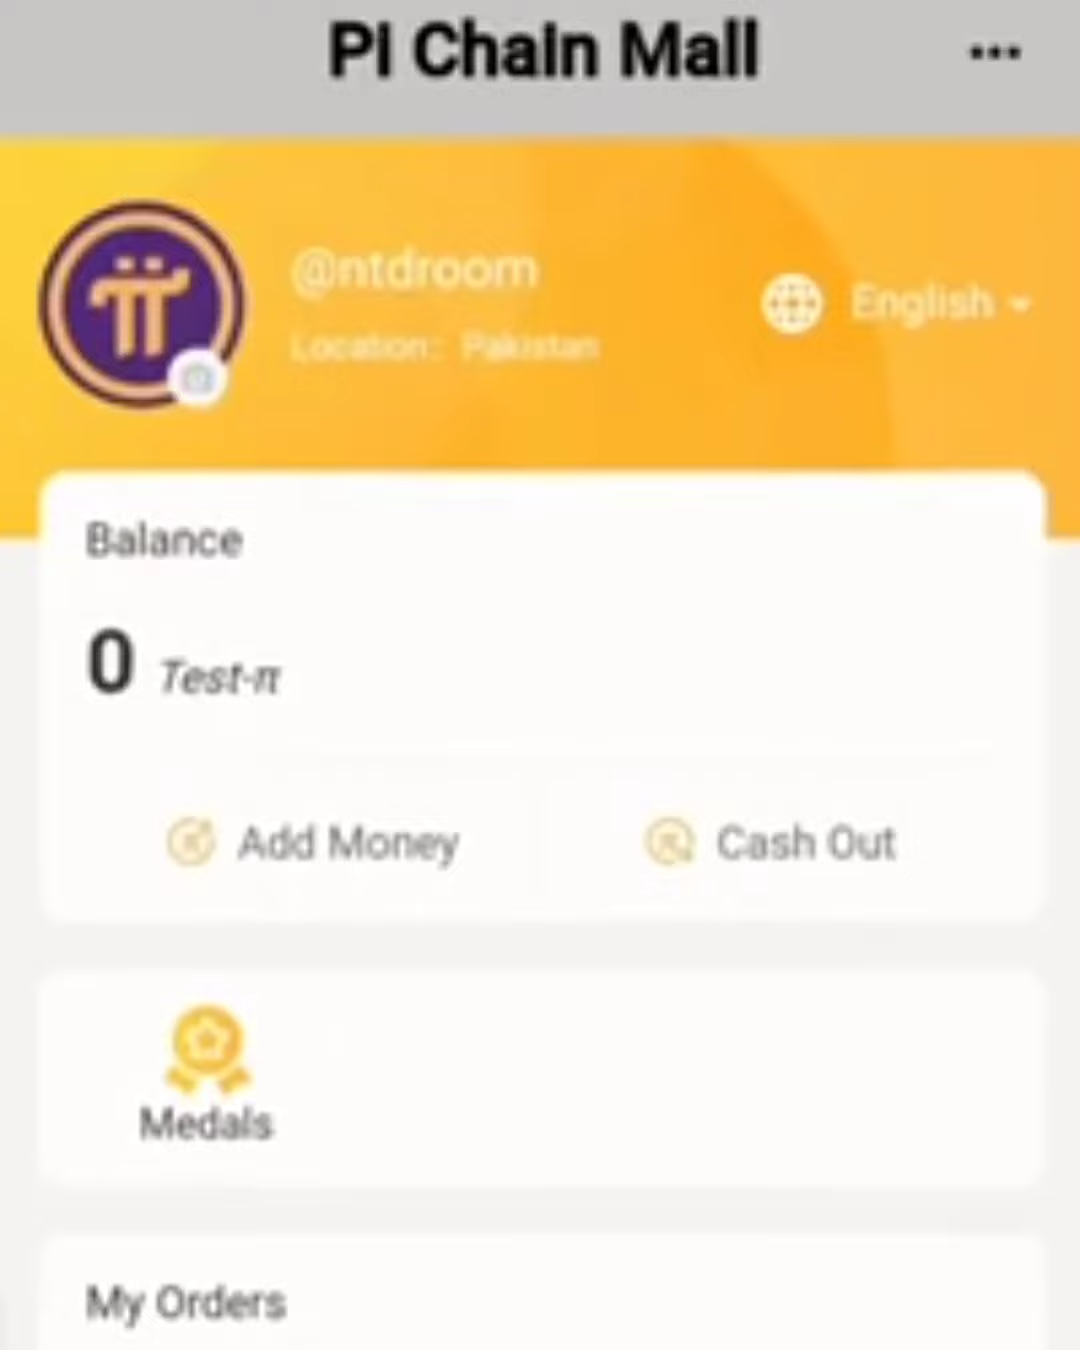 Pi Chain Mall
@ntdroom
English
Location: Pakistan
Balance
0 Test-π
Add Money
Cash Out
Medals
My Orders